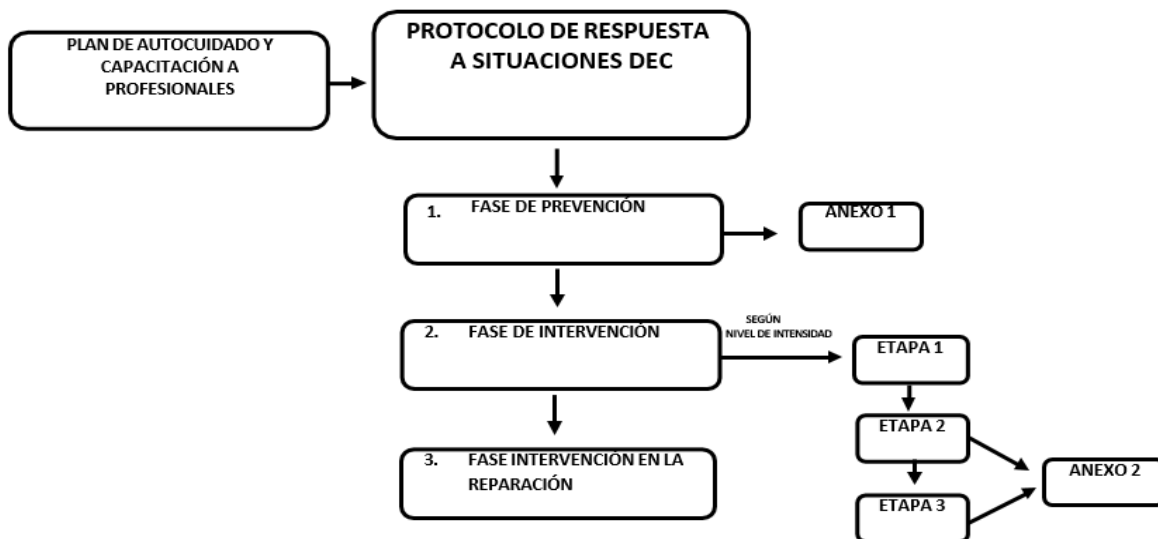 PLAN DE AUTOCUIDADO Y
CAPACITACIÓN A
PROFESIONALES
PROTOCOLO DE RESPUESTA
A SITUACIONES DEC
1. FASE DE PREVENCIÓN
ANEXO 1
2. FASE DE INTERVENCIÓN
SEGÚN
NIVEL DE INTENSIDAD
ETAPA 1
ETAPA 2
ANEXO 2
3. FASE INTERVENCIÓN EN LA
REPARACIÓN
ETAPA 3